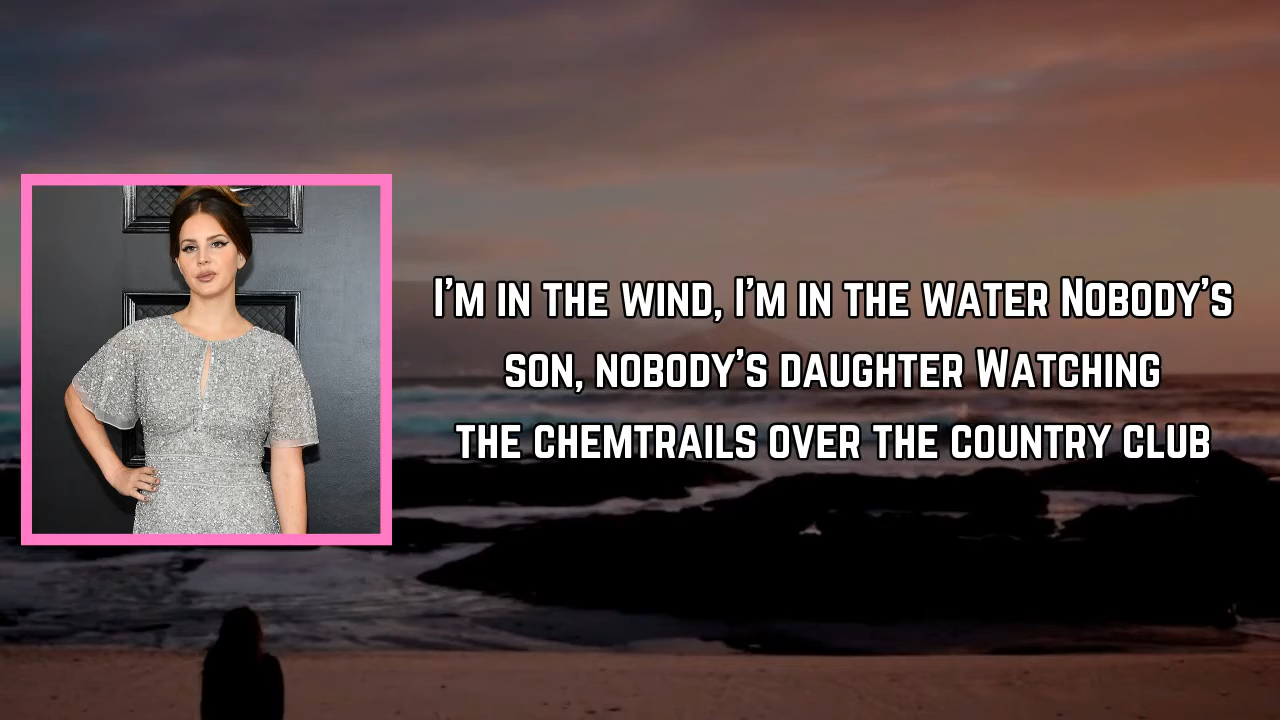 I'm in the wind, I'm in the water Nobody's
son, nobody's daughter Watching
the chemtrails over the country club